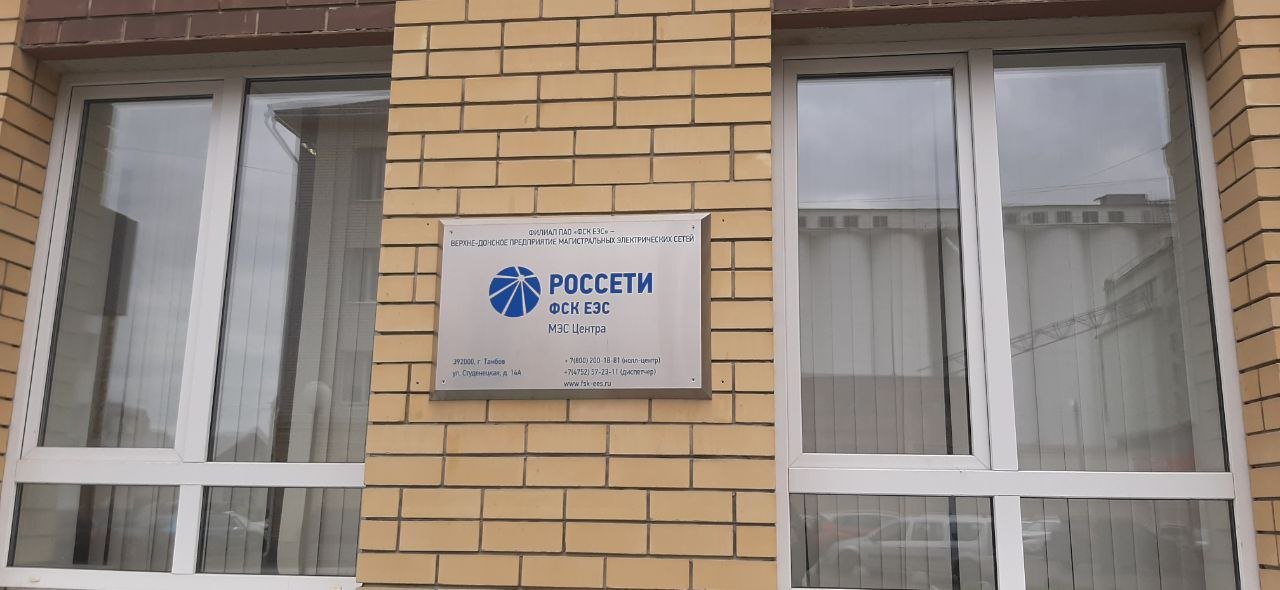 ФИЛИАЛ ПАО «ФСК ЕЭС» –
ВЕРХНЕ-ДОНСКОЕ ПРЕДПРИЯТИЕ МАГИСТРАЛЬНЫХ ЭЛЕКТРИЧЕСКИХ СЕТЕЙ
РОССЕТИ
ФСК ЕЭС
МЭС Центра
392000, г. Тамбов
ул. Студенецкая, д. 14А
+ 7(800) 200-18-81 (колл-центр)
+7(4752) 57-23-11 (диспетчер)
www.fsk-ees.ru